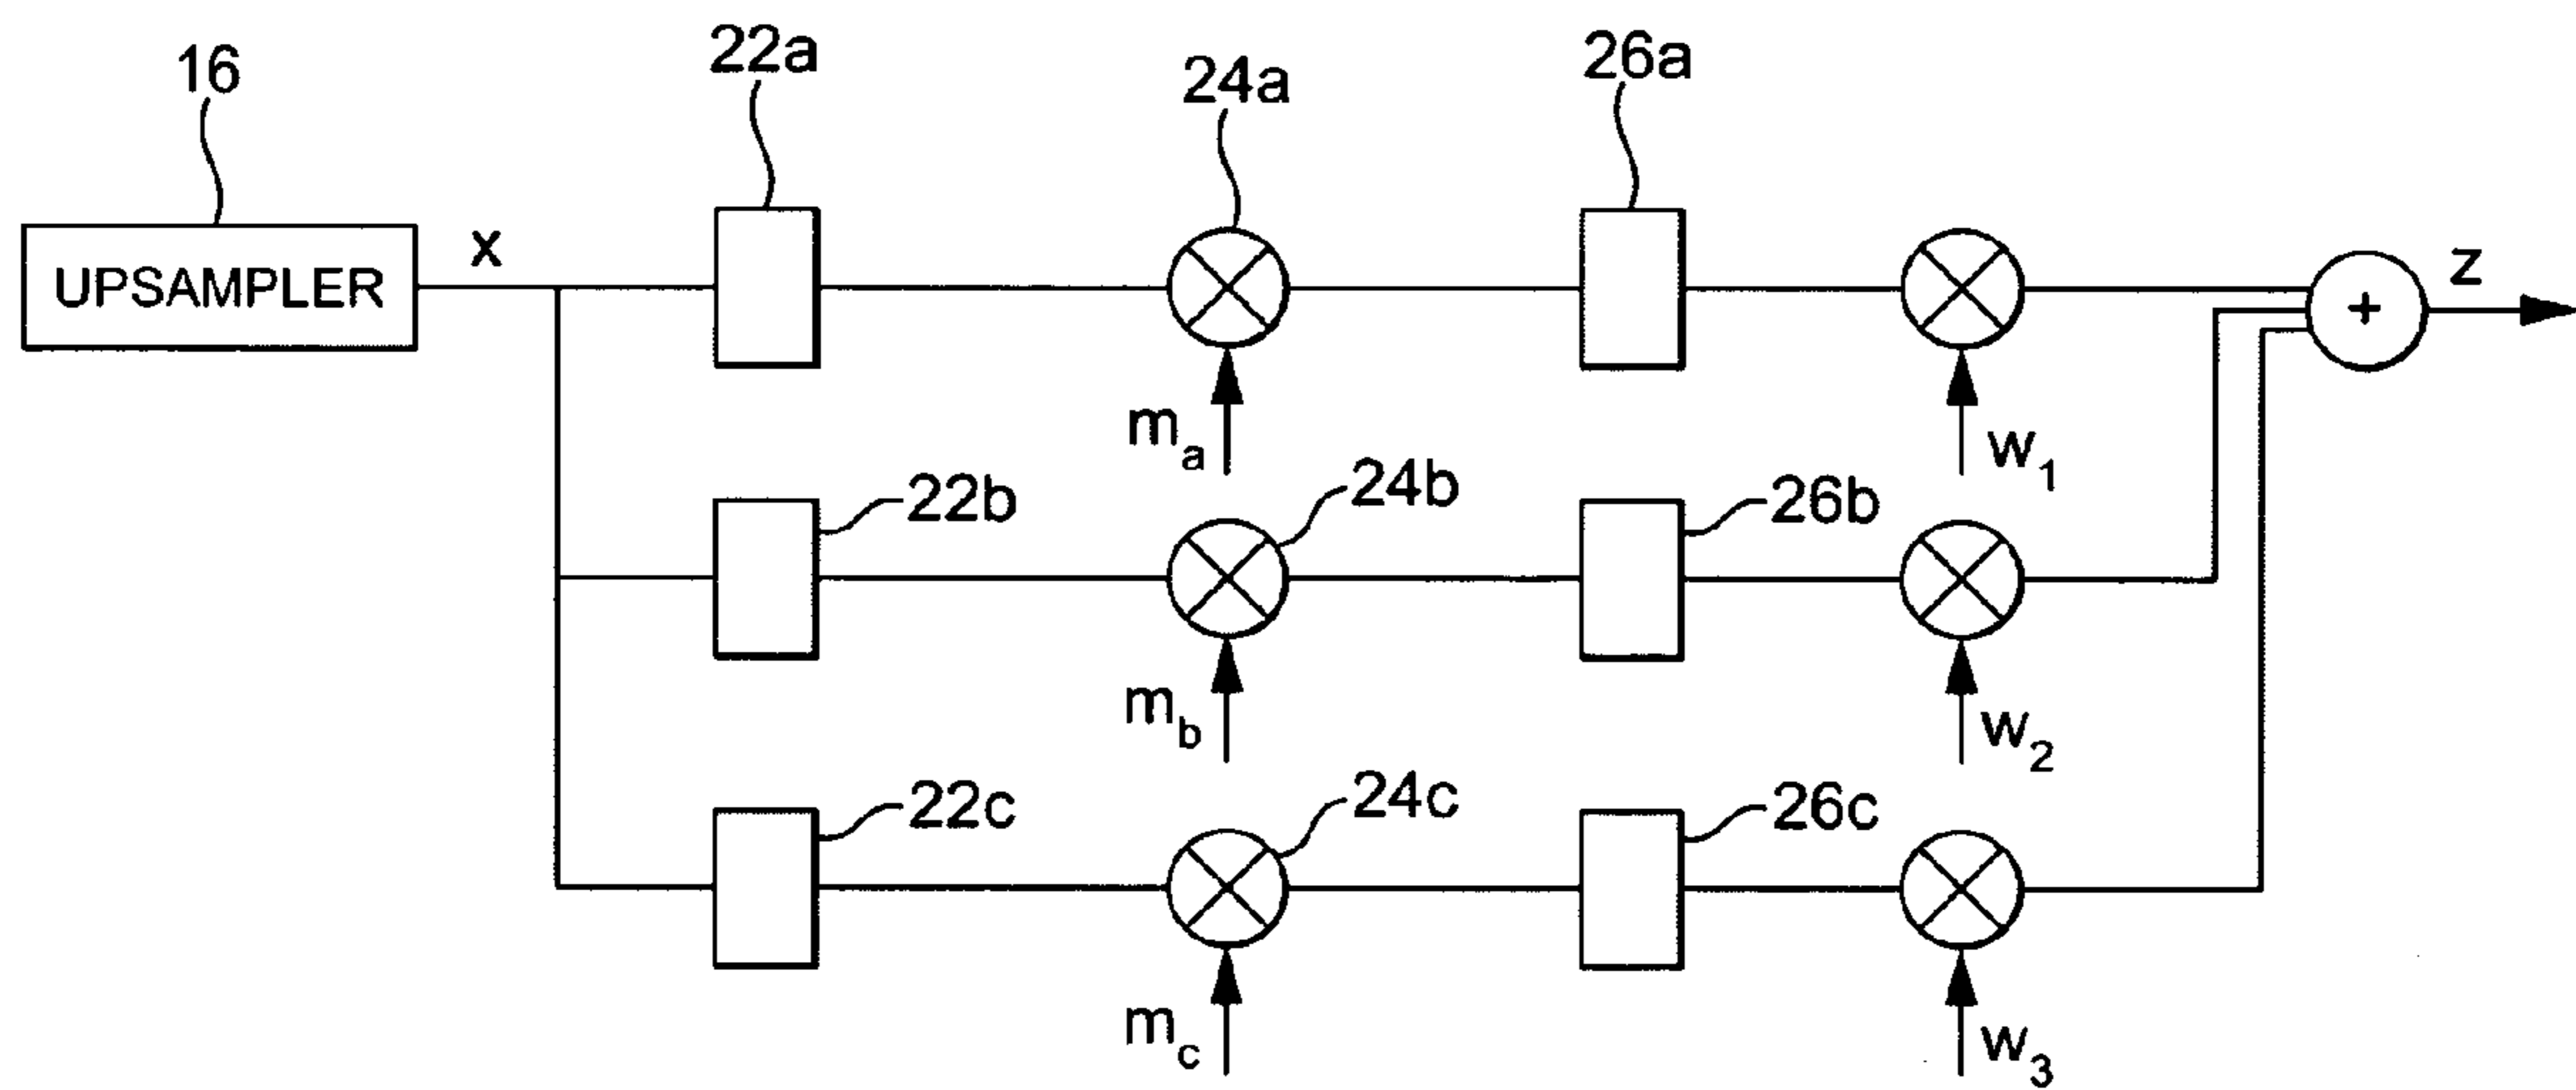 16
22a
24a
26a
UPSAMPLER
x
+
z
m_a
w_1
22b
24b
26b
m_b
w_2
22c
24c
26c
m_c
w_3